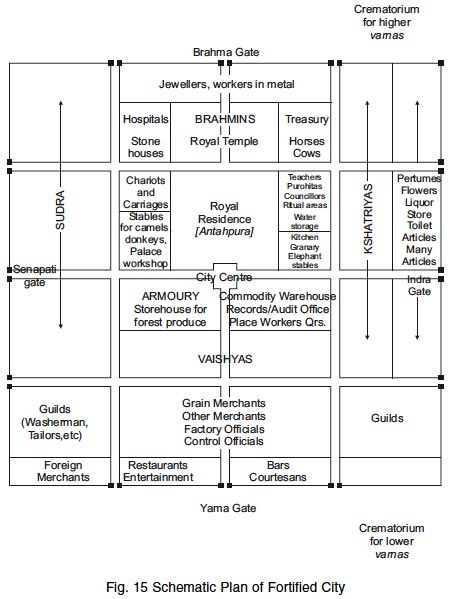 Crematorium
for higher
varnas
Brahma Gate
Jewellers, workers in metal
Hospitals
Stone
houses
BRAHMINS
Royal Temple
Treasury
Horses
Cows
SUDRA
Chariots
and
Carriages
Stables
for camels,
donkeys,
Palace
workshop
Royal
Residence
[Antahpura]
Teachers
Purohitas
Councillors
Ritual areas
Water
storage
Kitchen
Granary
Elephant
stables
KSHATRIYAS
Perfumes
Flowers
Liquor
Store
Toilet
Articles
Many
Articles
Senapati
gate
City Centre
Indra
Gate
ARMOURY
Storehouse for
forest produce
Commodity Warehouse
Records/Audit Office
Place Workers Qrs.
VAISHYAS
Guilds
(Washerman,
Tailors,etc)
Grain Merchants
Other Merchants
Factory Officials
Control Officials
Guilds
Foreign
Merchants
Restaurants
Entertainment
Bars
Courtesans
Yama Gate
Crematorium
for lower
varnas
Fig. 15 Schematic Plan of Fortified City